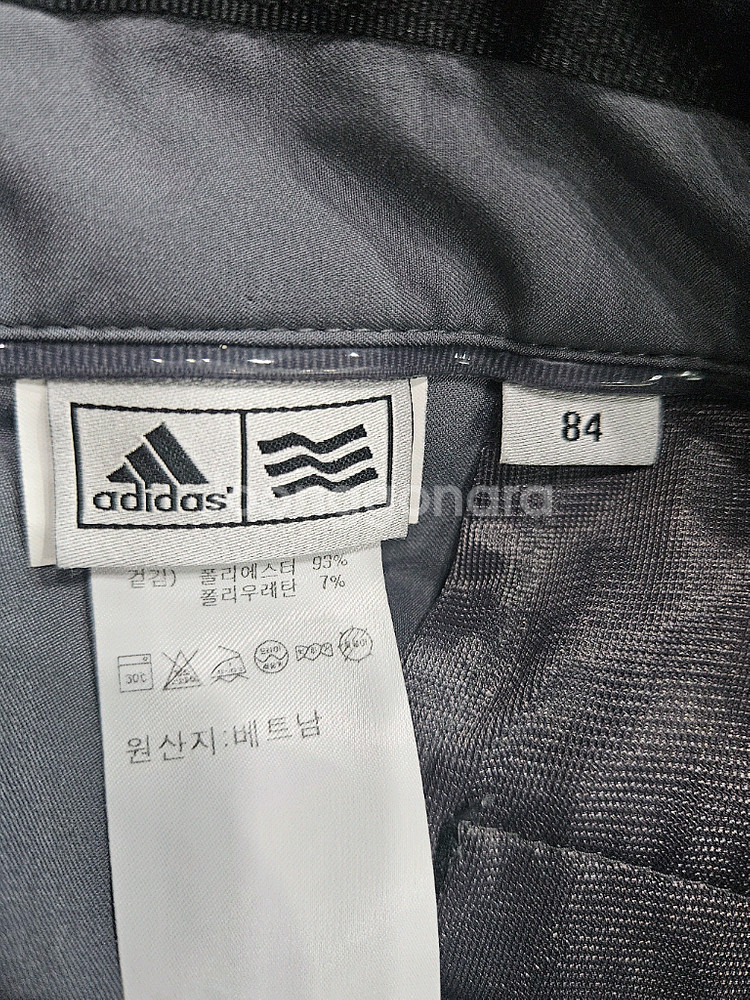 adidas
84
겉감) 폴리에스터 93%
폴리우레탄 7%
30℃
원산지:베트남